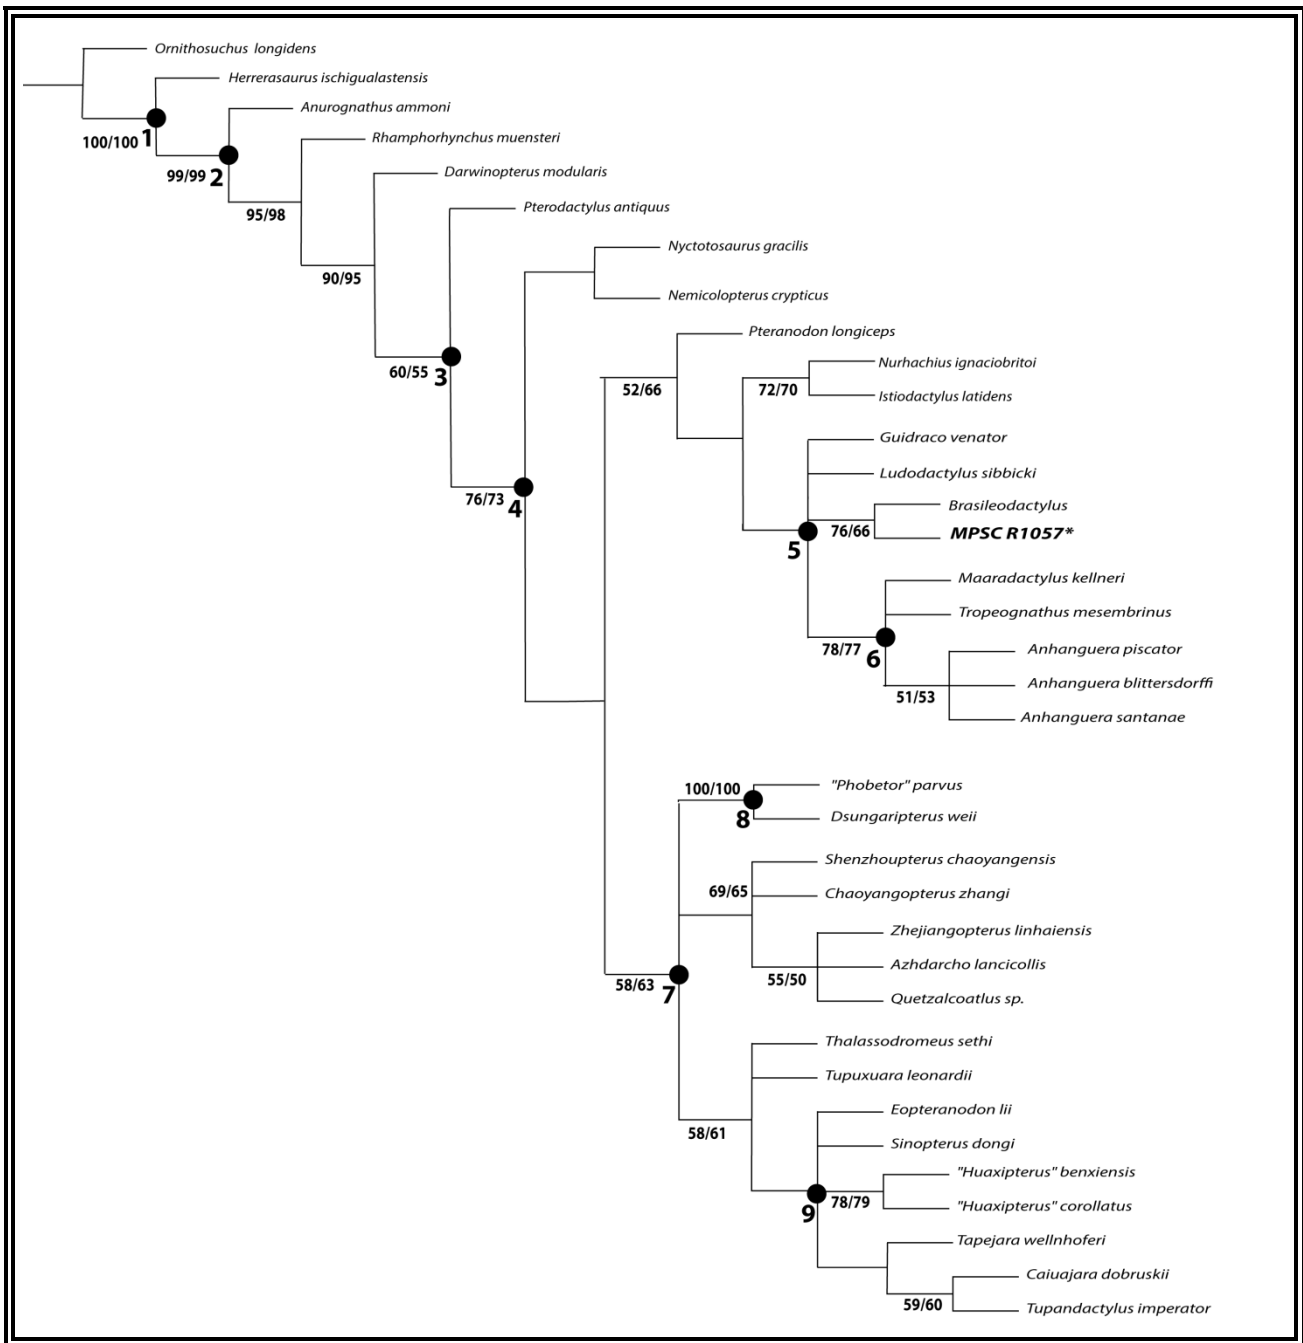 Ornithosuchus longidens
Herrerasaurus ischigualastensis
Anurognathus ammoni
100/100 1
Rhamphorhynchus muensteri
99/99 2
Darwinopterus modularis
95/98
Pterodactylus antiquus
Nyctotosaurus gracilis
90/95
Nemicolopterus crypticus
Pteranodon longiceps
60/55 3
Nurhachius ignaciobritoi
52/66
72/70
Istiodactylus latidens
Guidraco venator
Ludodactylus sibbicki
76/73 4
Brasileodactylus
76/66
MPSC R1057*
5
Maaradactylus kellneri
Tropeognathus mesembrinus
78/77 6
Anhanguera piscator
Anhanguera blittersdorffi
51/53
Anhanguera santanae
"Phobetor" parvus
100/100
8
Dsungaripterus weii
Shenzhoupterus chaoyangensis
69/65
Chaoyangopterus zhangi
Zhejiangopterus linhaiensis
Azhdarcho lancicollis
55/50
58/63 7
Quetzalcoatlus sp.
Thalassodromeus sethi
Tupuxuara leonardii
Eopteranodon lii
58/61
Sinopterus dongi
"Huaxipterus" benxiensis
78/79
9
"Huaxipterus" corollatus
Tapejara wellnhoferi
Caiuajara dobruskii
59/60
Tupandactylus imperator